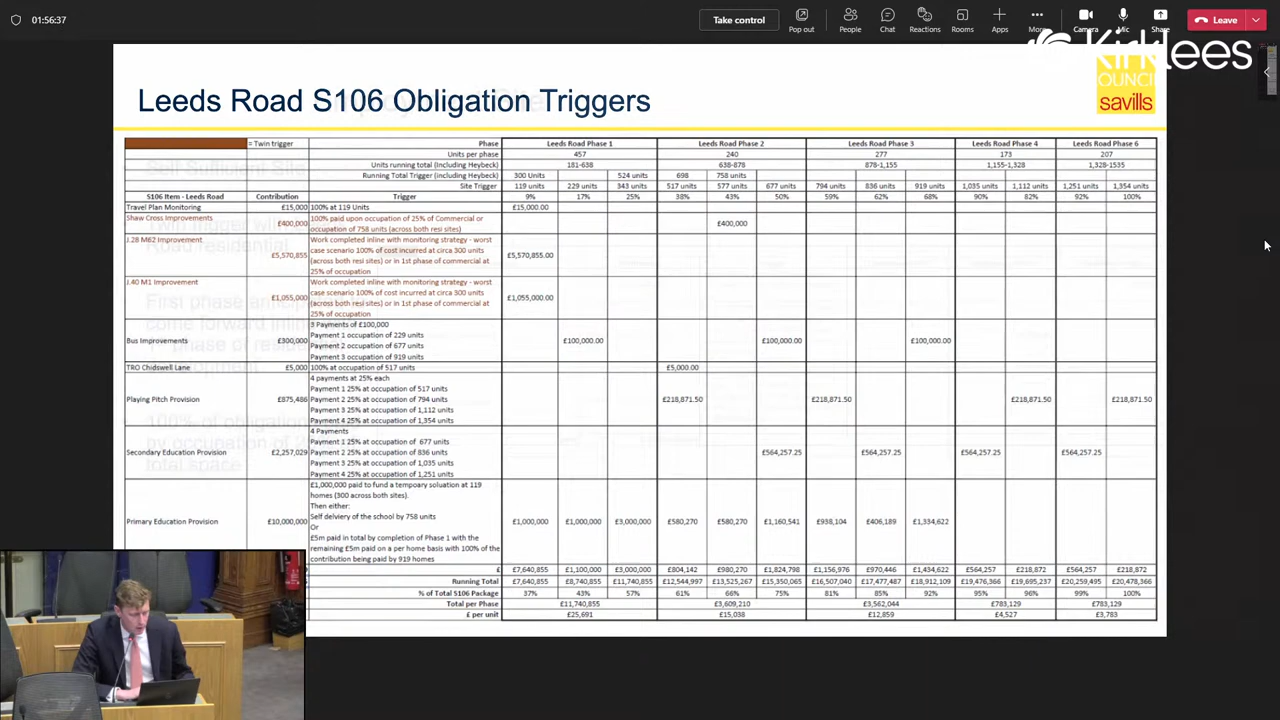 01:56:37
Take control
Pop out
People
Chat
Reactions
Rooms
Apps
More
Camera
Mic
Share
Leave
Kirklees
COUNCIL
savills
Leeds Road S106 Obligation Triggers
= Twin trigger Phase Leeds Road Phase 1 Leeds Road Phase 2 Leeds Road Phase 3 Leeds Road Phase 4 Leeds Road Phase 6
Units per phase 457 240 277 173 207
Units running total (Including Heybeck) 181-638 638-878 878-1,155 1,155-1,328 1,328-1535
Running Total Trigger (Including Heybeck) 300 Units 524 units 698 758 units
Site Trigger 119 units 229 units 343 units 517 units 577 units 677 units 794 units 836 units 919 units 1,035 units 1,112 units 1,251 units 1,354 units
S106 Item - Leeds Road Contribution Trigger 9% 17% 25% 38% 43% 50% 59% 62% 68% 90% 82% 92% 100%
Travel Plan Monitoring £15,000 100% at 119 Units £15,000.00
Shaw Cross Improvements £400,000 100% paid upon occupation of 25% of Commercial or
occupation of 758 units (across both resi sites) £400,000
J.28 M62 Improvement £5,570,855 Work completed inline with monitoring strategy - worst
case scenario 100% of cost incurred at circa 300 units
(across both resi sites) or in 1st phase of commercial at
25% of occupation £5,570,855.00
J.40 M1 Improvement £1,055,000 Work completed inline with monitoring strategy - worst
case scenario 100% of cost incurred at circa 300 units
(across both resi sites) or in 1st phase of commercial at
25% of occupation £1,055,000.00
Bus Improvements £300,000 3 Payments of £100,000
Payment 1 occupation of 229 units
Payment 2 occupation of 677 units
Payment 3 occupation of 919 units £100,000.00 £100,000.00 £100,000.00
TRO Chidswell Lane £5,000 100% at occupation of 517 units £5,000.00
Playing Pitch Provision £875,486 4 payments at 25% each
Payment 1 25% at occupation of 517 units
Payment 2 25% at occupation of 794 units
Payment 3 25% at occupation of 1,112 units
Payment 4 25% at occupation of 1,354 units £218,871.50 £218,871.50 £218,871.50 £218,871.50
Secondary Education Provision £2,257,029 4 Payments
Payment 1 25% at occupation of 677 units
Payment 2 25% at occupation of 836 units
Payment 3 25% at occupation of 1,035 units
Payment 4 25% at occupation of 1,251 units £564,257.25 £564,257.25 £564,257.25 £564,257.25
Primary Education Provision £10,000,000 £1,000,000 paid to fund a tempoary soluation at 119
homes (300 across both sites).
Then either:
Self delviery of the school by 758 units
Or
£5m paid in total by completion of Phase 1 with the
remaining £5m paid on a per home basis with 100% of the
contribution being paid by 919 homes £1,000,000 £1,000,000 £3,000,000 £580,270 £580,270 £1,160,541 £938,104 £406,189 £1,334,622
£ £7,640,855 £1,100,000 £3,000,000 £804,142 £980,270 £1,824,798 £1,156,976 £970,446 £1,434,622 £564,257 £218,872 £564,257 £218,872
Running Total £7,640,855 £8,740,855 £11,740,855 £12,544,997 £13,525,267 £15,350,065 £16,507,040 £17,477,487 £18,912,109 £19,476,366 £19,695,237 £20,259,495 £20,478,366
% of Total S106 Package 37% 43% 57% 61% 66% 75% 81% 85% 92% 95% 96% 99% 100%
Total per Phase £11,740,855 £3,609,210 £3,562,044 £783,129 £783,129
£ per unit £25,691 £15,038 £12,859 £4,527 £3,783